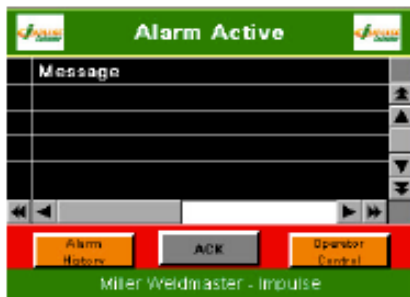 Alarm Active
Message
Alarm
History
ACK
Operator
Control
Miller Weldmaster - Impulse